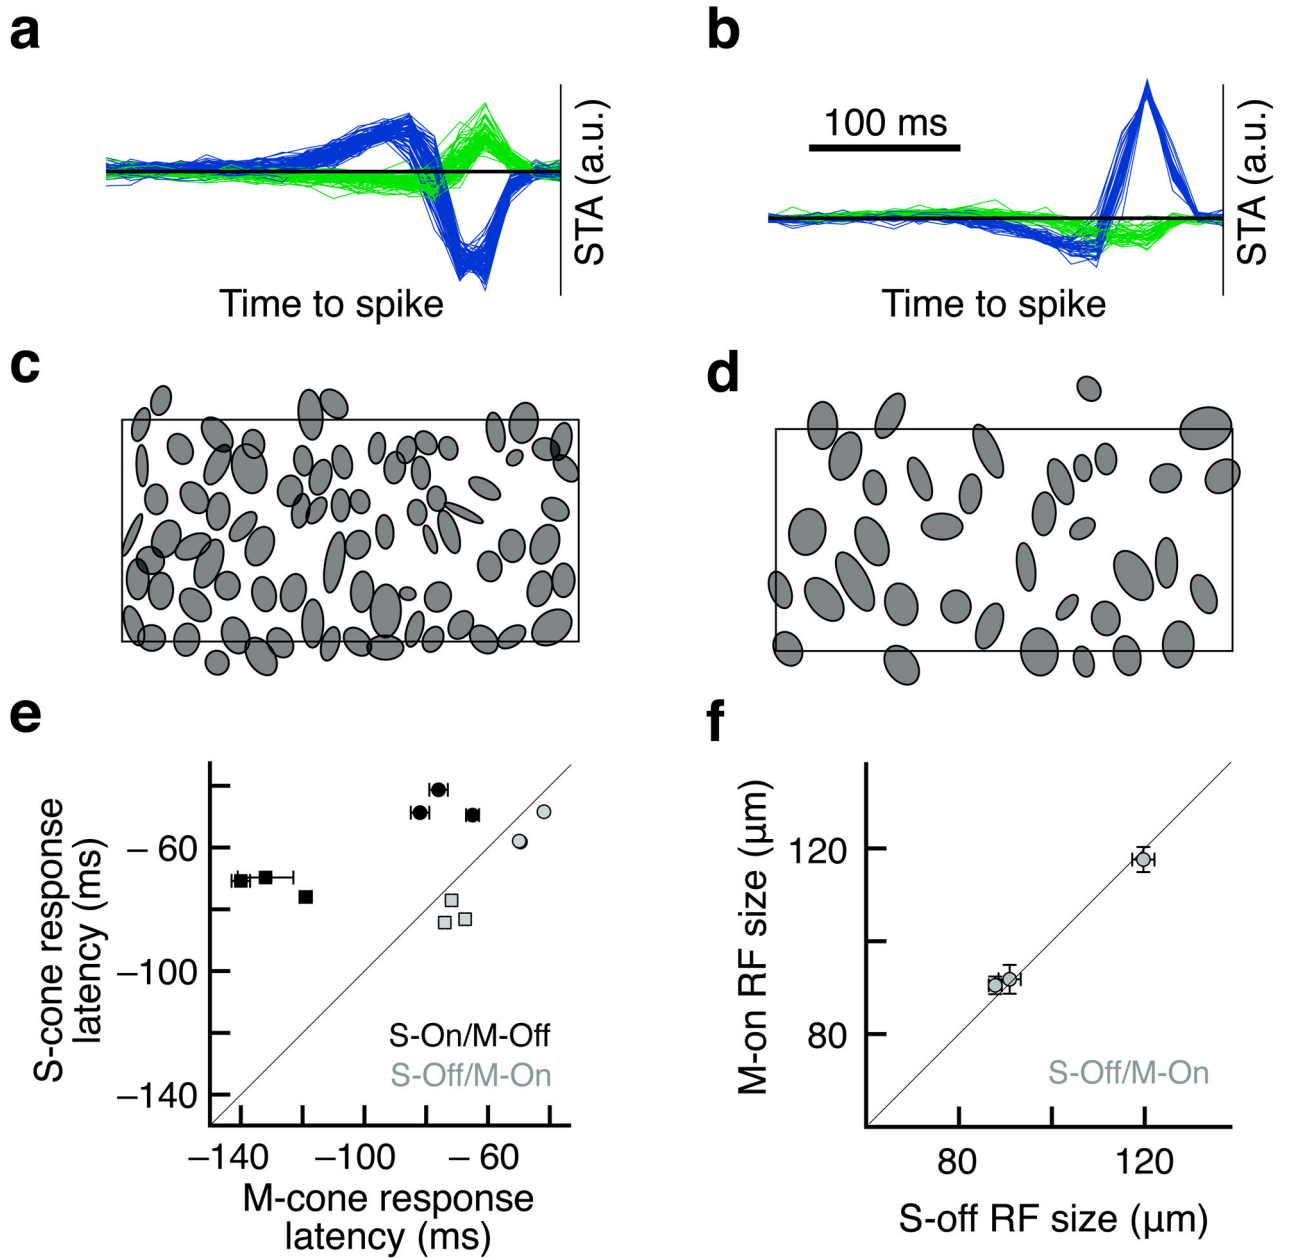 a
STA (a.u.)
Time to spike
b
100 ms
STA (a.u.)
Time to spike
c
d
e
S-cone response
latency (ms)
– 60
–100
–140
S-On/M-Off
S-Off/M-On
–140
–100
– 60
M-cone response
latency (ms)
f
M-on RF size (µm)
120
80
S-Off/M-On
80
120
S-off RF size (µm)